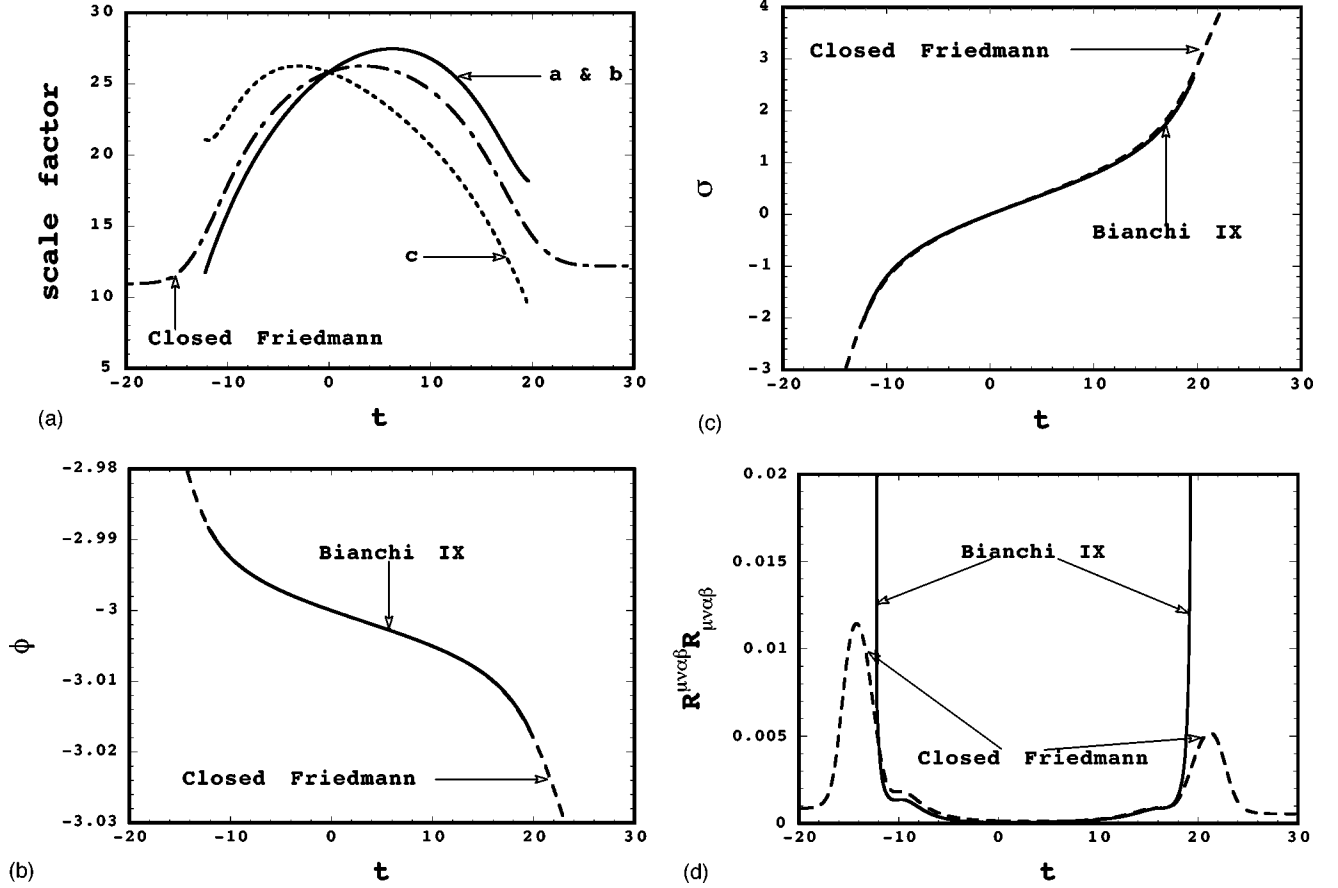 30
25
20
15
10
5
-20
-10
0
10
20
30
scale factor
a & b
c
Closed Friedmann
t
(a)
4
3
2
1
0
-1
-2
-3
-20
-10
0
10
20
30
σ
Closed Friedmann
Bianchi IX
t
(c)
-2.98
-2.99
-3
-3.01
-3.02
-3.03
-20
-10
0
10
20
30
ϕ
Bianchi IX
Closed Friedmann
t
(b)
0.02
0.015
0.01
0.005
0
-20
-10
0
10
20
30
R^{μναβ}R_{μναβ}
Bianchi IX
Closed Friedmann
t
(d)